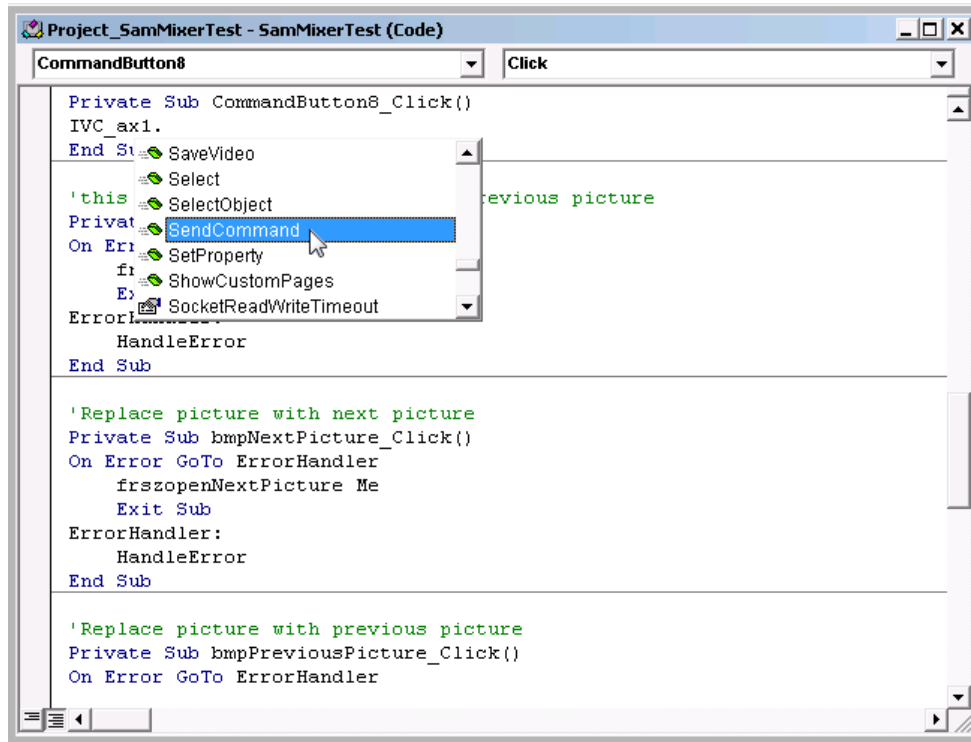 Project_SamMixerTest - SamMixerTest (Code)
CommandButton8 Click
Private Sub CommandButton8_Click()
IVC_ax1.
End
SaveVideo
Select
SelectObject
SendCommand
SetProperty
ShowCustomPages
SocketReadWriteTimeout
'this picture
On
HandleError
End Sub
'Replace picture with next picture
Private Sub bmpNextPicture_Click()
On Error GoTo ErrorHandler
frszopenNextPicture Me
Exit Sub
ErrorHandler:
HandleError
End Sub
'Replace picture with previous picture
Private Sub bmpPreviousPicture_Click()
On Error GoTo ErrorHandler